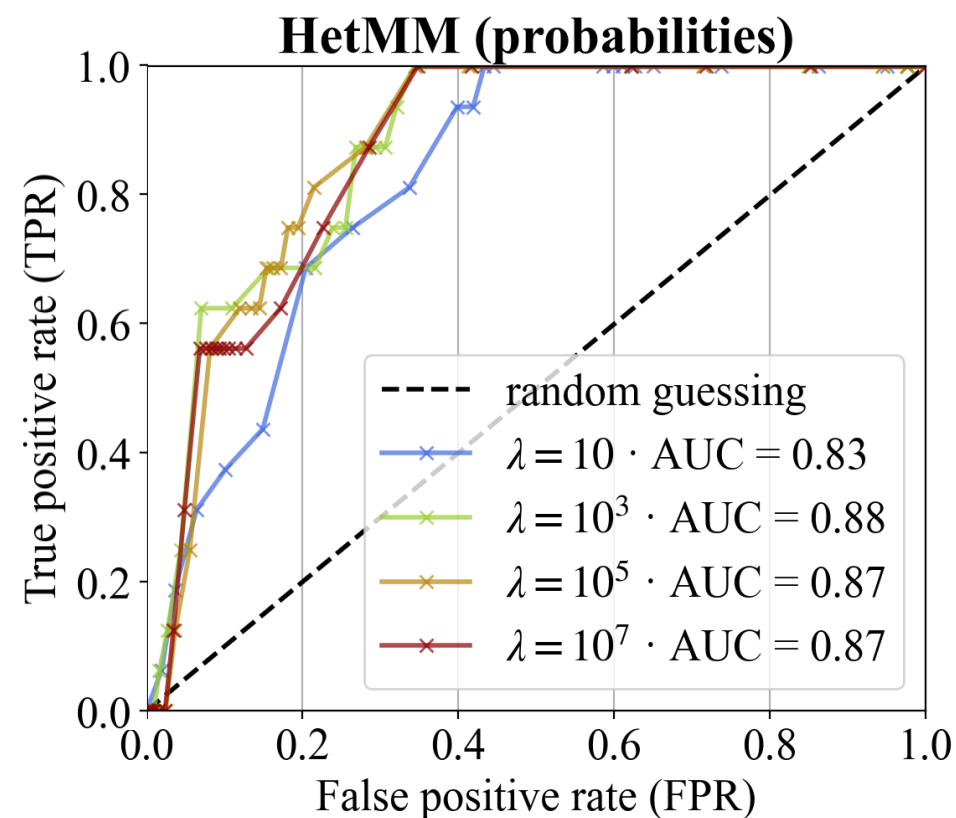 HetMM (probabilities)
True positive rate (TPR)
1.0
0.8
0.6
0.4
0.2
0.0
random guessing
λ = 10 · AUC = 0.83
λ = 10³ · AUC = 0.88
λ = 10⁵ · AUC = 0.87
λ = 10⁷ · AUC = 0.87
0.0 0.2 0.4 0.6 0.8 1.0
False positive rate (FPR)